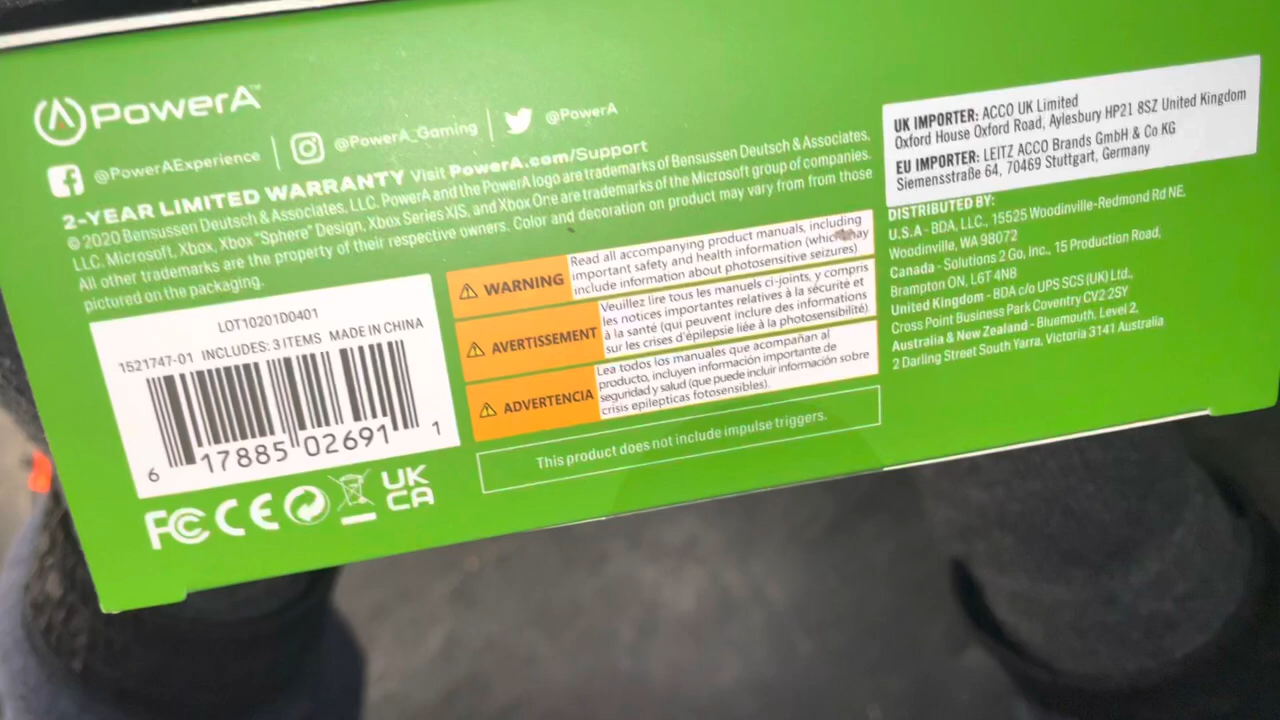 PowerA™
@PowerAExperience
@PowerA_Gaming
@PowerA
2-YEAR LIMITED WARRANTY Visit PowerA.com/Support
© 2020 Bensussen Deutsch & Associates, LLC. PowerA and the PowerA logo are trademarks of Bensussen Deutsch & Associates,
LLC. Microsoft, Xbox, Xbox "Sphere" Design, Xbox Series X|S, and Xbox One are trademarks of the Microsoft group of companies.
All other trademarks are the property of their respective owners. Color and decoration on product may vary from from those
pictured on the packaging.
LOT10201D0401
1521747-01 INCLUDES: 3 ITEMS MADE IN CHINA
6 17885 02691 1
FC CE UK
CA
WARNING
Read all accompanying product manuals, including
important safety and health information (which may
include information about photosensitive seizures).
AVERTISSEMENT
Veuillez lire tous les manuels ci-joints, y compris
les notices importantes relatives à la sécurité et
à la santé (qui peuvent inclure des informations
sur les crises d'épilepsie liée à la photosensibilité).
ADVERTENCIA
Lea todos los manuales que acompañan al
producto, incluyen información importante de
seguridad y salud (que puede incluir información sobre
crisis epilepticas fotosensibles).
This product does not include impulse triggers.
UK IMPORTER: ACCO UK Limited
Oxford House Oxford Road, Aylesbury HP21 8SZ United Kingdom
EU IMPORTER: LEITZ ACCO Brands GmbH & Co KG
Siemensstraße 64, 70469 Stuttgart, Germany
DISTRIBUTED BY:
U.S.A - BDA, LLC., 15525 Woodinville-Redmond Rd NE,
Woodinville, WA 98072
Canada - Solutions 2 Go, Inc., 15 Production Road,
Brampton ON, L6T 4N8
United Kingdom - BDA c/o UPS SCS (UK) Ltd.,
Cross Point Business Park Coventry CV2 2SY
Australia & New Zealand - Bluemouth, Level 2,
2 Darling Street South Yarra, Victoria 3141 Australia